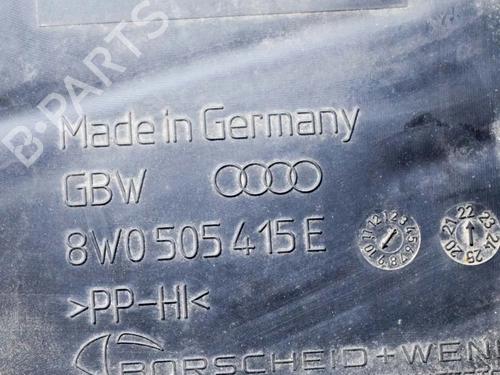 B-PARTS
Made in Germany
GBW
8W0 505 415 E
>PP-HI<
BORSCHEID+WEN